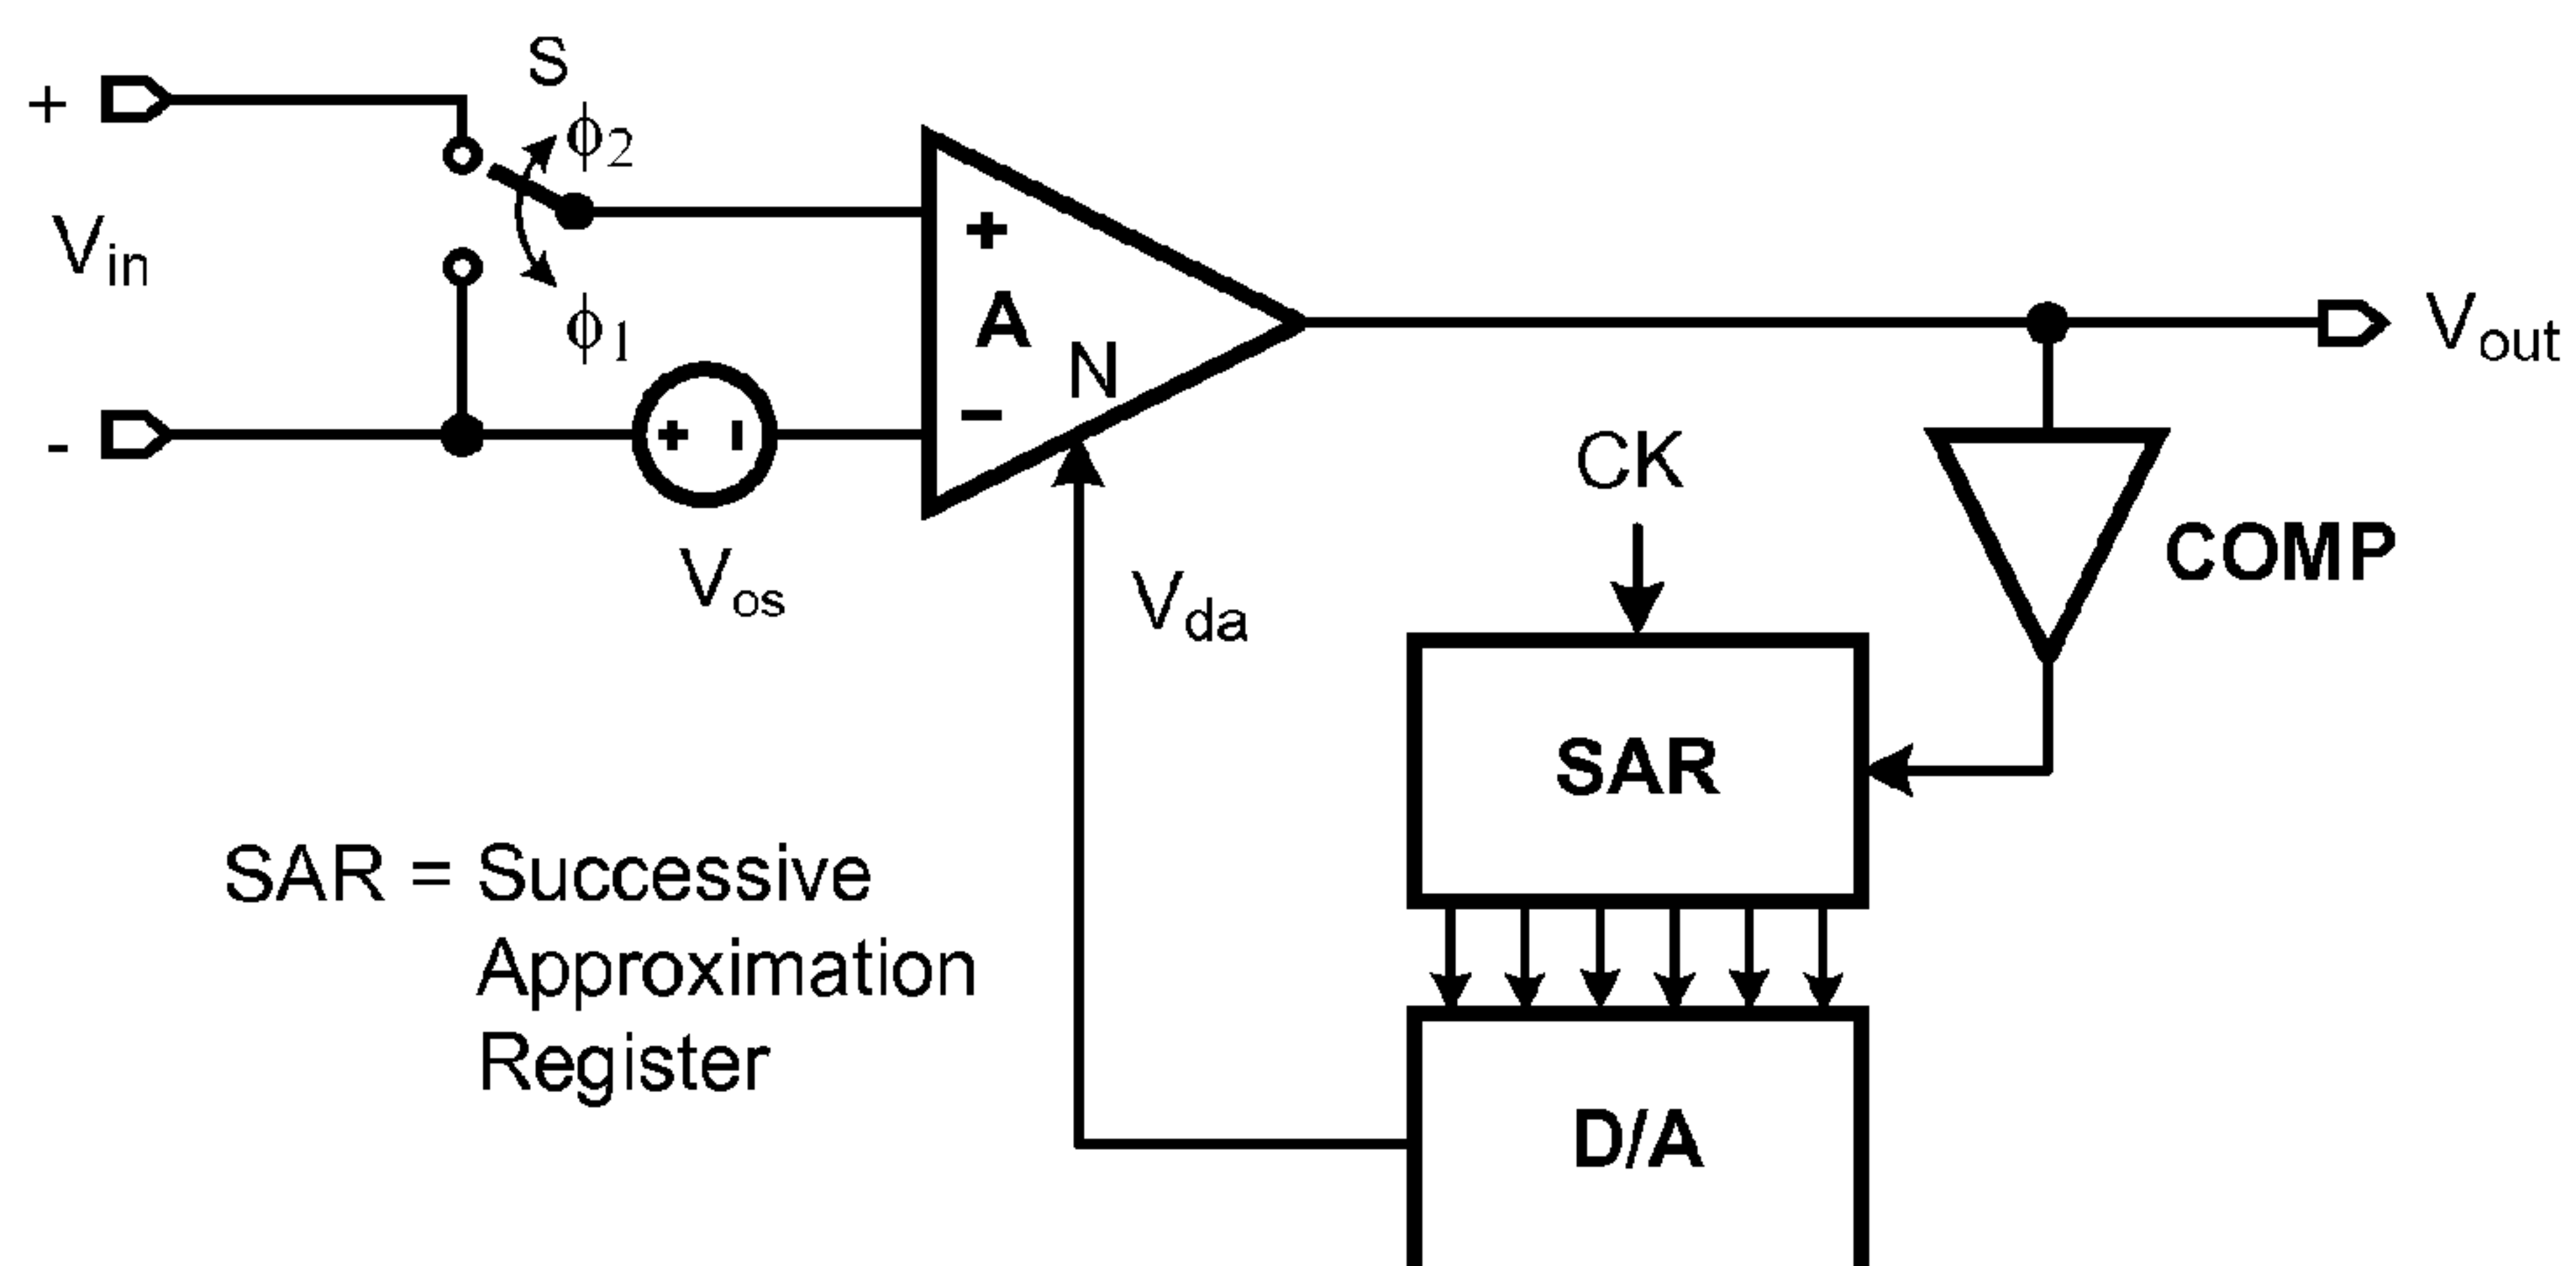 S
+
ϕ2
Vin
+
A
N
−
ϕ1
-
+ -
Vos
Vout
CK
COMP
Vda
SAR
SAR = Successive
Approximation
Register
D/A